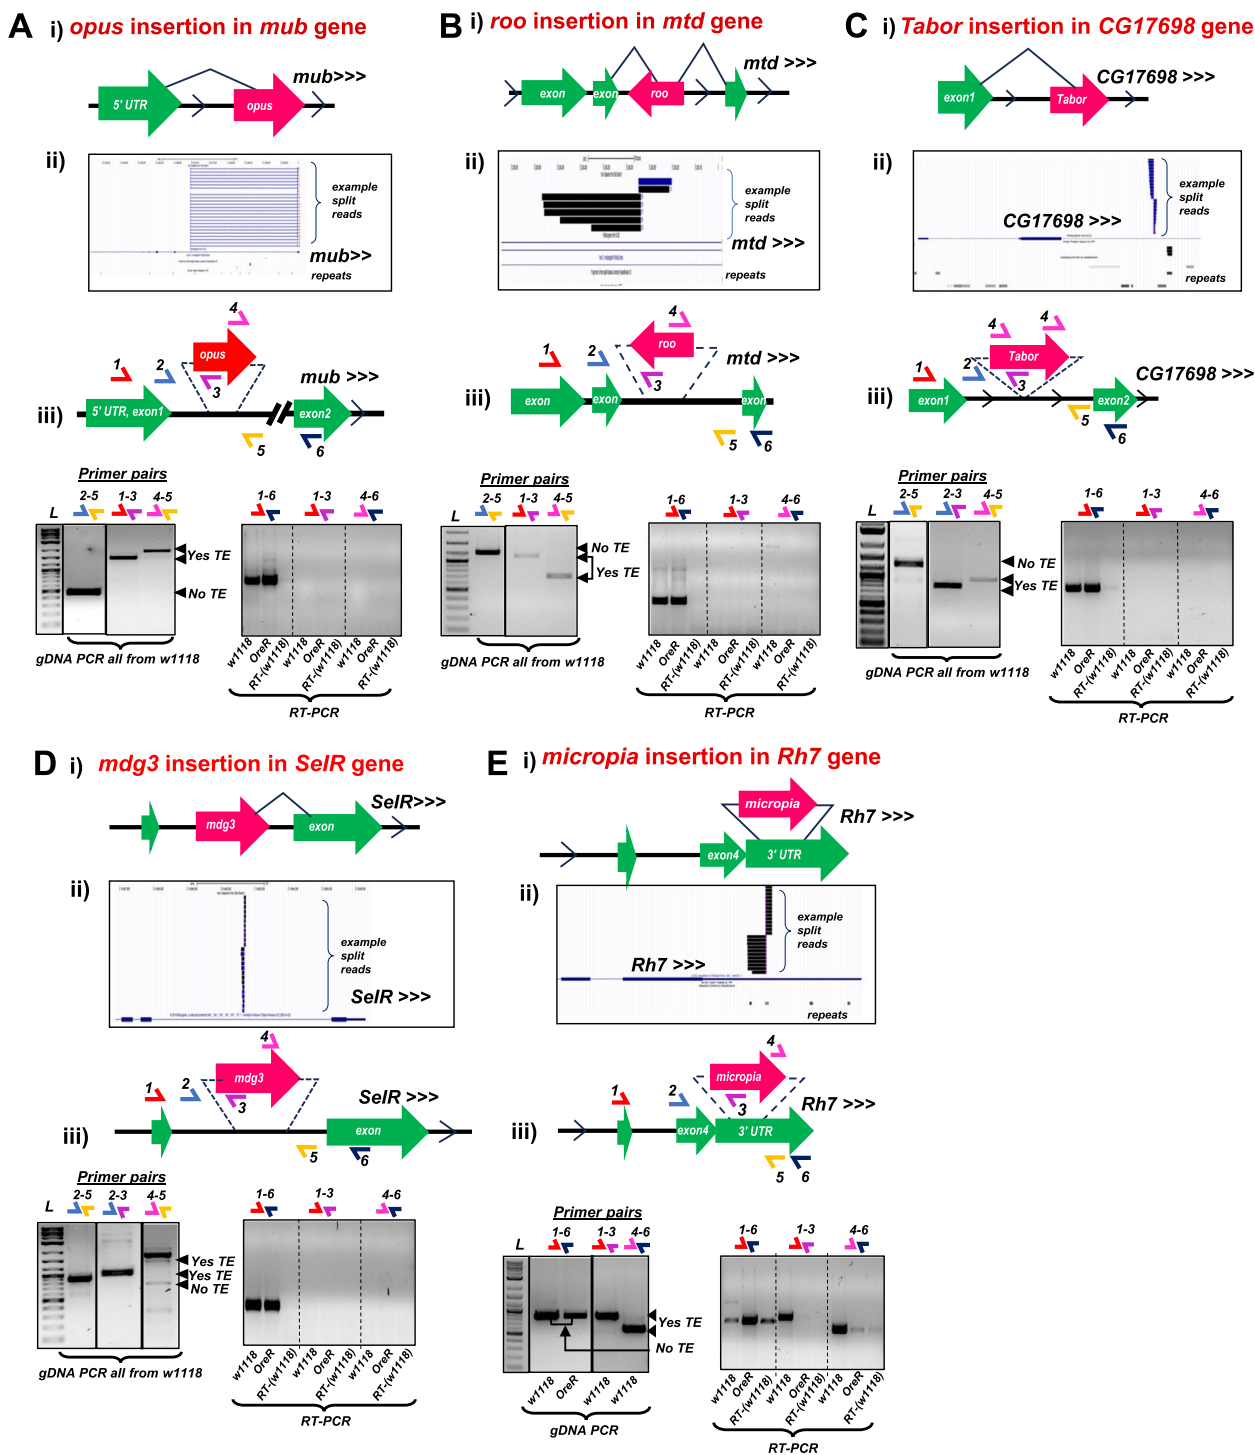 A i) opus insertion in mub gene
mub>>>
5' UTR
opus
ii)
example
split
reads
mub>>
repeats
4
opus
1
2
3
mub >>>
iii)
5' UTR, exon1
exon2
5
6
Primer pairs
2-5 1-3 4-5
L
Yes TE
No TE
gDNA PCR all from w1118
1-6 1-3 4-6
w1118 OreR RT-(w1118) w1118 OreR RT-(w1118) w1118 OreR RT-(w1118)
RT-PCR
B i) roo insertion in mtd gene
mtd >>>
exon
exon
roo
ii)
example
split
reads
mtd >>>
repeats
4
roo
1
2
3
mtd >>>
iii)
exon
exon
exon
5
6
Primer pairs
2-5 1-3 4-5
L
No TE
Yes TE
gDNA PCR all from w1118
1-6 1-3 4-6
w1118 OreR RT-(w1118) w1118 OreR RT-(w1118) w1118 OreR RT-(w1118)
RT-PCR
C i) Tabor insertion in CG17698 gene
CG17698 >>>
exon1
Tabor
ii)
example
split
reads
CG17698 >>>
repeats
4
4
Tabor
1
2
3
CG17698 >>>
iii)
exon1
exon2
5
6
Primer pairs
2-5 2-3 4-5
L
No TE
Yes TE
gDNA PCR all from w1118
1-6 1-3 4-6
w1118 OreR RT-(w1118) w1118 OreR RT-(w1118) w1118 OreR RT-(w1118)
RT-PCR
D i) mdg3 insertion in SelR gene
SelR>>>
mdg3
exon
ii)
example
split
reads
SelR >>>
4
mdg3
1
2
3
SelR >>>
iii)
exon
5
6
Primer pairs
2-5 2-3 4-5
L
Yes TE
Yes TE
No TE
gDNA PCR all from w1118
1-6 1-3 4-6
w1118 OreR RT-(w1118) w1118 OreR RT-(w1118) w1118 OreR RT-(w1118)
RT-PCR
E i) micropia insertion in Rh7 gene
micropia
Rh7 >>>
exon4
3' UTR
ii)
example
split
reads
Rh7 >>>
repeats
4
micropia
1
2
3
Rh7 >>>
iii)
exon4
3' UTR
5
6
Primer pairs
1-6 1-3 4-6
L
Yes TE
No TE
w1118 OreR w1118 w1118
gDNA PCR
1-6 1-3 4-6
w1118 OreR RT-(w1118) w1118 OreR RT-(w1118) w1118 OreR RT-(w1118)
RT-PCR